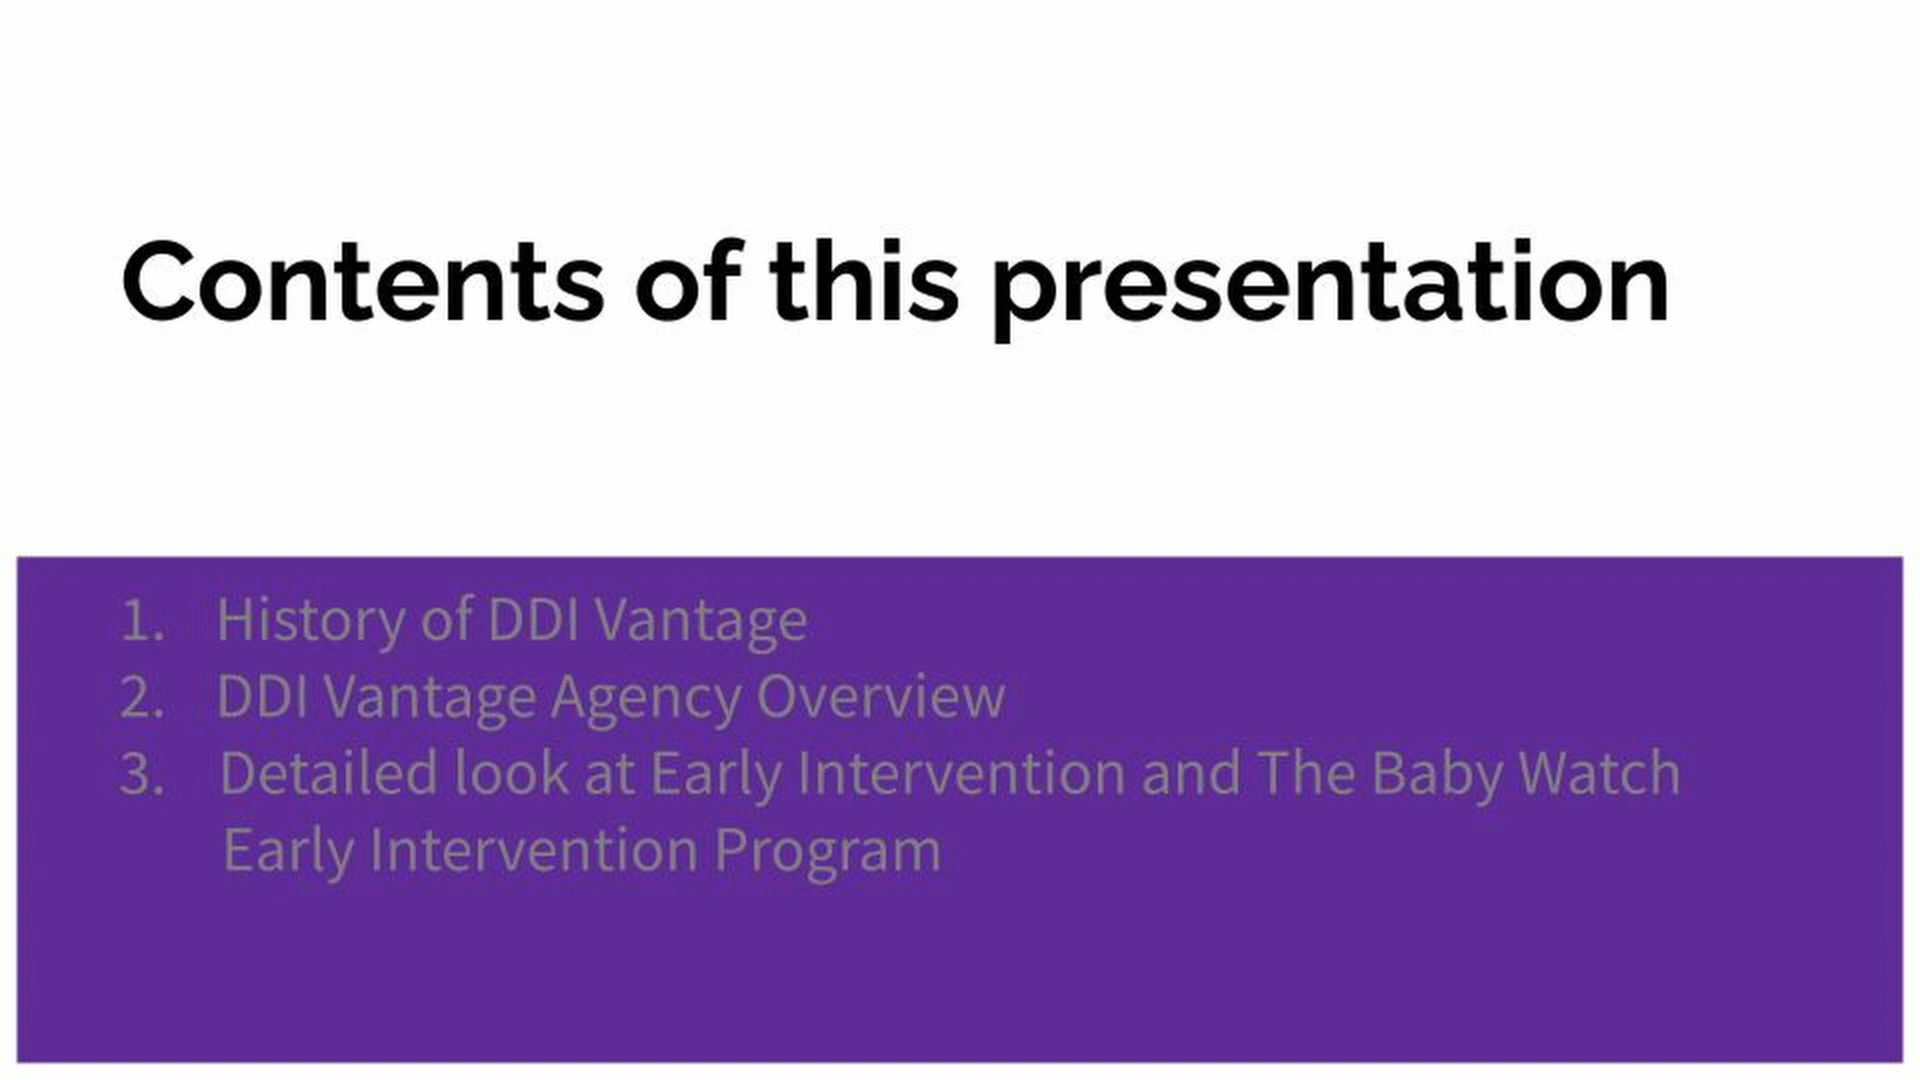 Contents of this presentation
1. History of DDI Vantage
2. DDI Vantage Agency Overview
3. Detailed look at Early Intervention and The Baby Watch
Early Intervention Program